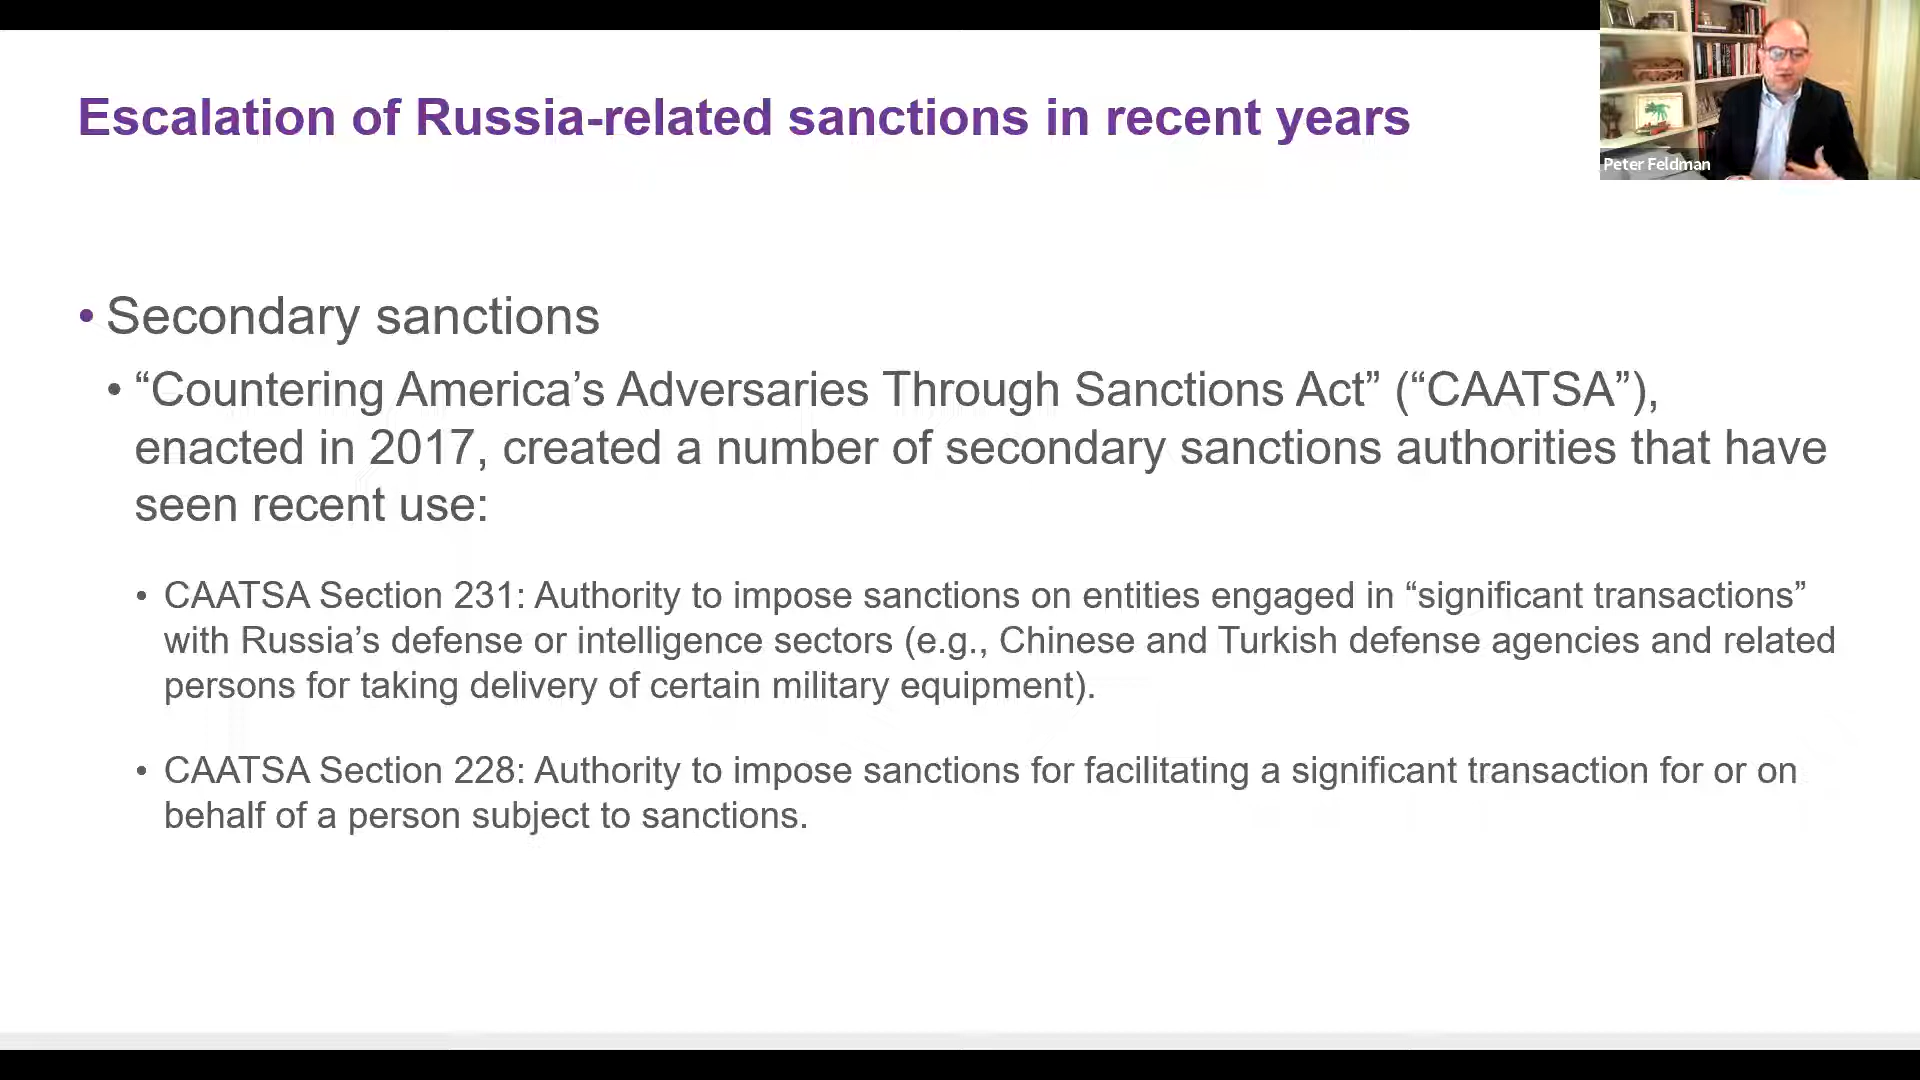 Escalation of Russia-related sanctions in recent years
Peter Feldman
• Secondary sanctions
• “Countering America’s Adversaries Through Sanctions Act” (“CAATSA”),
enacted in 2017, created a number of secondary sanctions authorities that have
seen recent use:
• CAATSA Section 231: Authority to impose sanctions on entities engaged in “significant transactions”
with Russia’s defense or intelligence sectors (e.g., Chinese and Turkish defense agencies and related
persons for taking delivery of certain military equipment).
• CAATSA Section 228: Authority to impose sanctions for facilitating a significant transaction for or on
behalf of a person subject to sanctions.